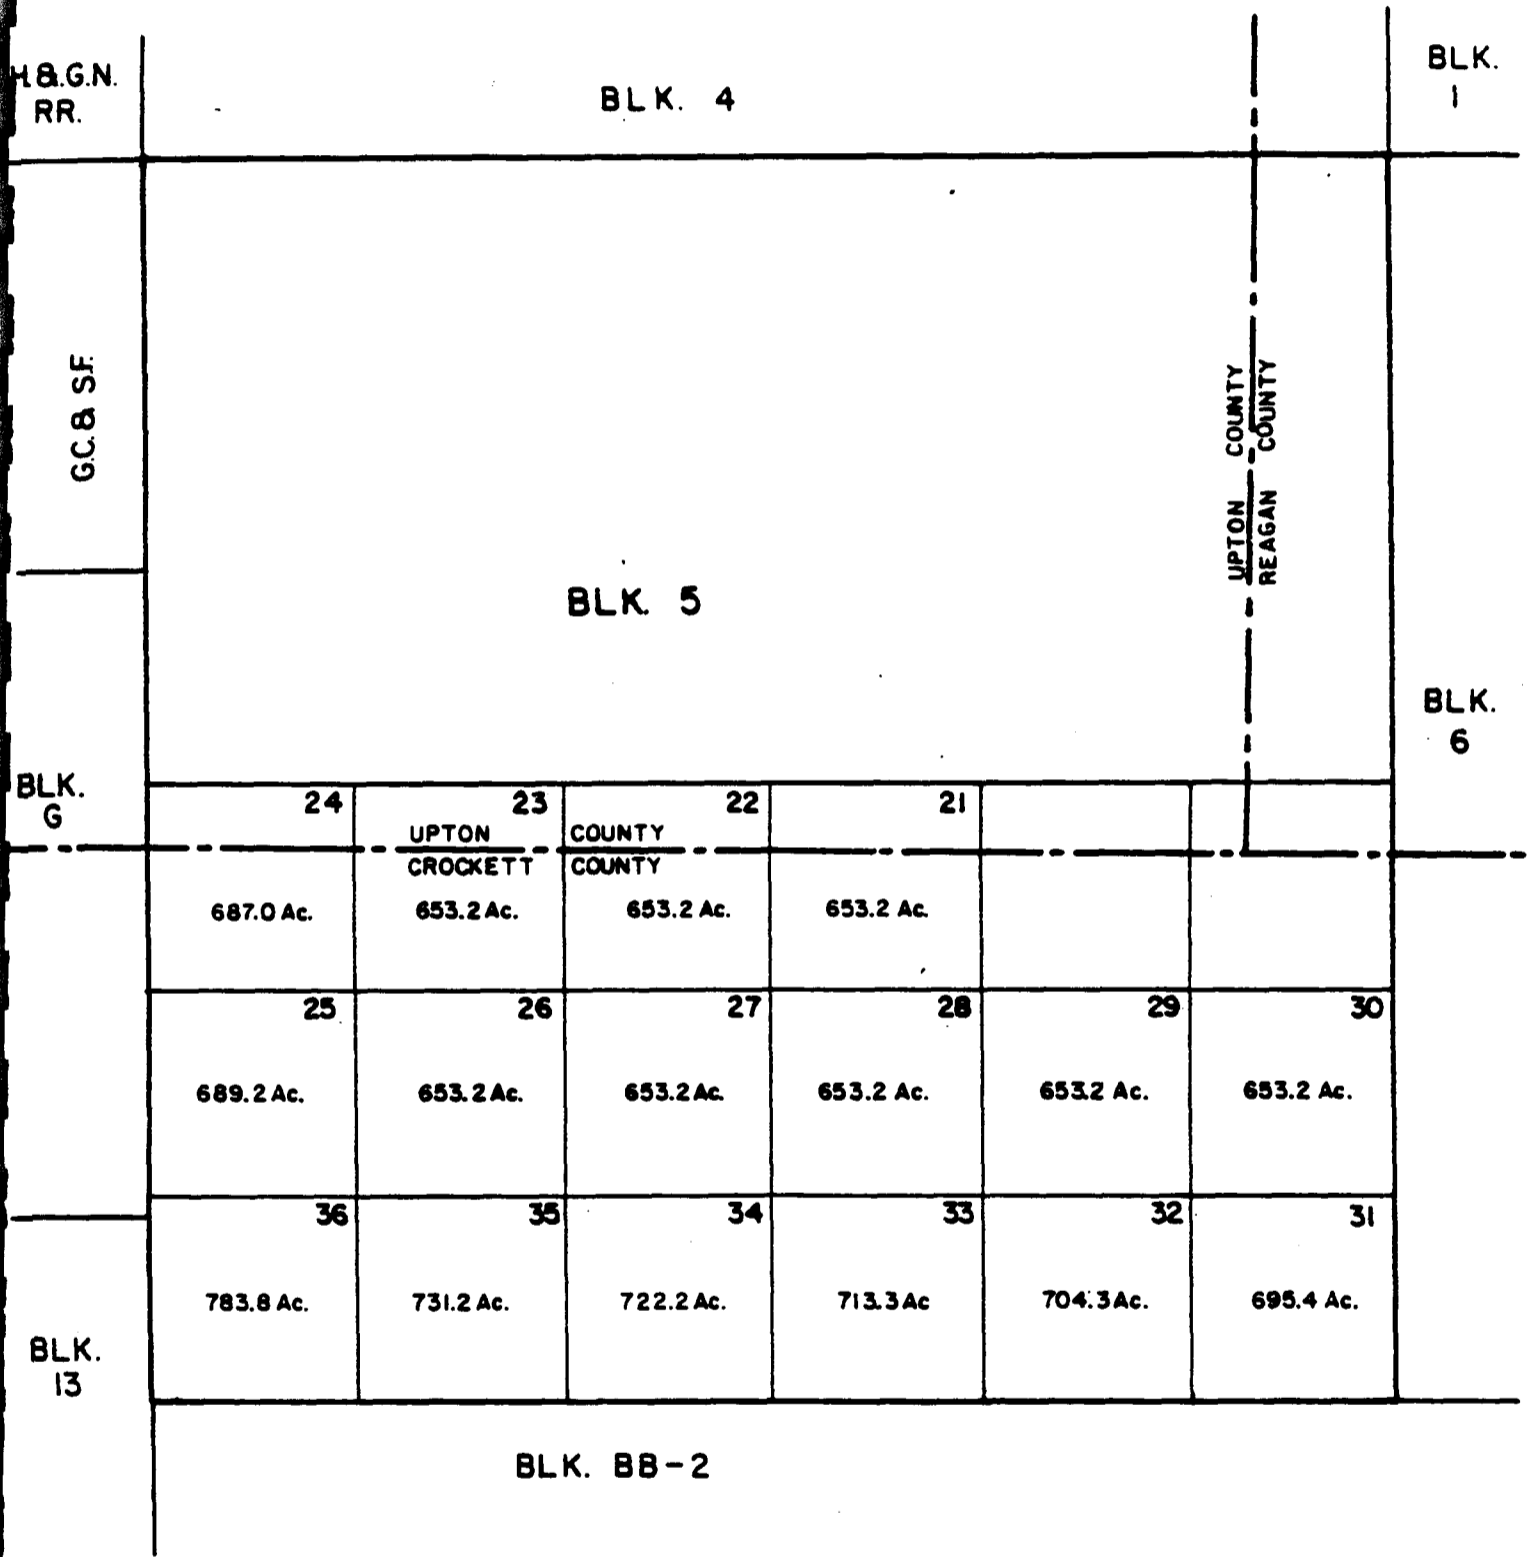 H.&.G.N.
RR.
BLK. 4
BLK.
1
G.C.& S.F.
UPTON COUNTY
REAGAN COUNTY
BLK. 5
BLK.
6
BLK.
G
24
23
22
21
UPTON COUNTY
CROCKETT COUNTY
687.0 Ac.
653.2 Ac.
653.2 Ac.
653.2 Ac.
25
26
27
28
29
30
689.2 Ac.
653.2 Ac.
653.2 Ac.
653.2 Ac.
653.2 Ac.
653.2 Ac.
36
35
34
33
32
31
783.8 Ac.
731.2 Ac.
722.2 Ac.
713.3 Ac
704.3 Ac.
695.4 Ac.
BLK.
13
BLK. BB-2